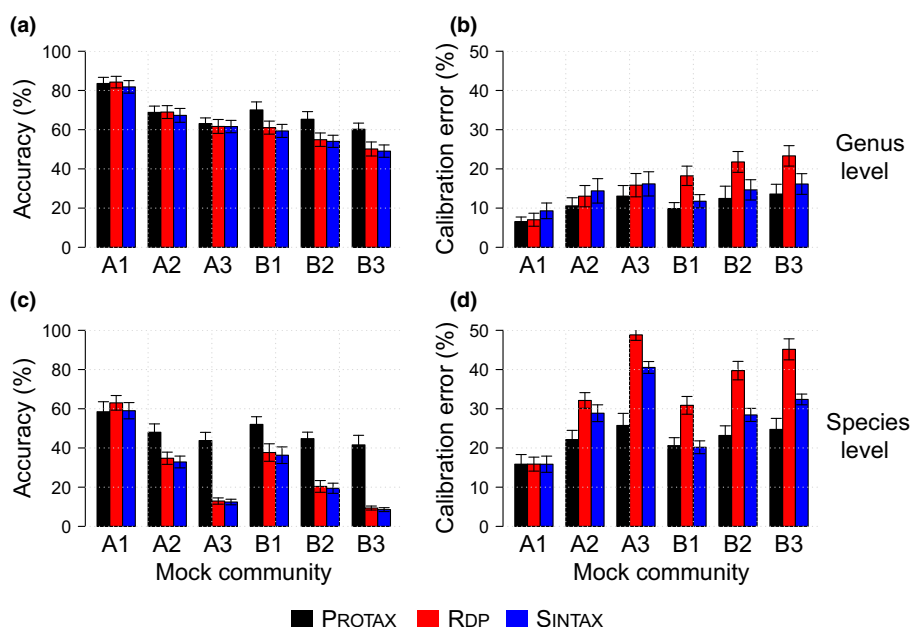 (a)
Accuracy (%)
100
80
60
40
20
0
A1 A2 A3 B1 B2 B3
(b)
Calibration error (%)
50
40
30
20
10
0
A1 A2 A3 B1 B2 B3
Genus
level
(c)
Accuracy (%)
100
80
60
40
20
0
A1 A2 A3 B1 B2 B3
Mock community
(d)
Calibration error (%)
50
40
30
20
10
0
A1 A2 A3 B1 B2 B3
Mock community
Species
level
PROTAX RDP SINTAX